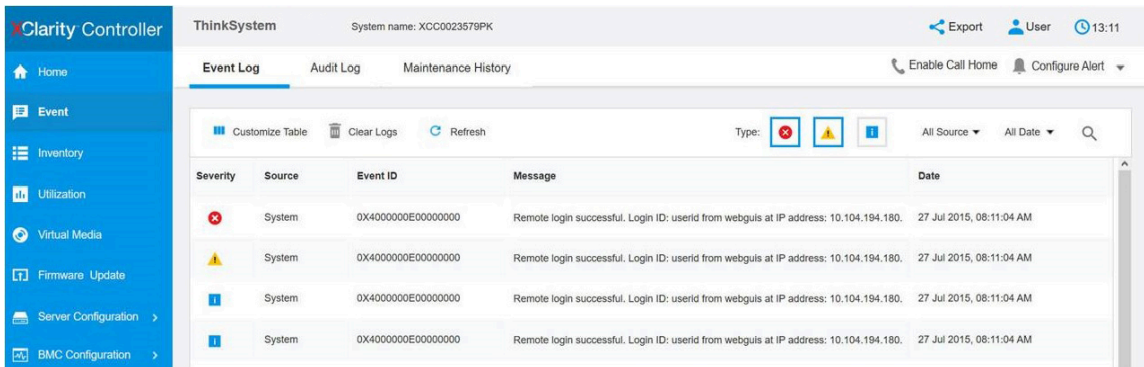 XClarity Controller
ThinkSystem System name: XCC0023579PK Export User 13:11
Home
Event Log Audit Log Maintenance History Enable Call Home Configure Alert
Event
Customize Table Clear Logs Refresh Type: All Source All Date
Inventory
Severity Source Event ID Message Date
Utilization
System 0X4000000E00000000 Remote login successful. Login ID: userid from webguis at IP address: 10.104.194.180. 27 Jul 2015, 08:11:04 AM
Virtual Media
System 0X4000000E00000000 Remote login successful. Login ID: userid from webguis at IP address: 10.104.194.180. 27 Jul 2015, 08:11:04 AM
Firmware Update
System 0X4000000E00000000 Remote login successful. Login ID: userid from webguis at IP address: 10.104.194.180. 27 Jul 2015, 08:11:04 AM
Server Configuration
System 0X4000000E00000000 Remote login successful. Login ID: userid from webguis at IP address: 10.104.194.180. 27 Jul 2015, 08:11:04 AM
BMC Configuration